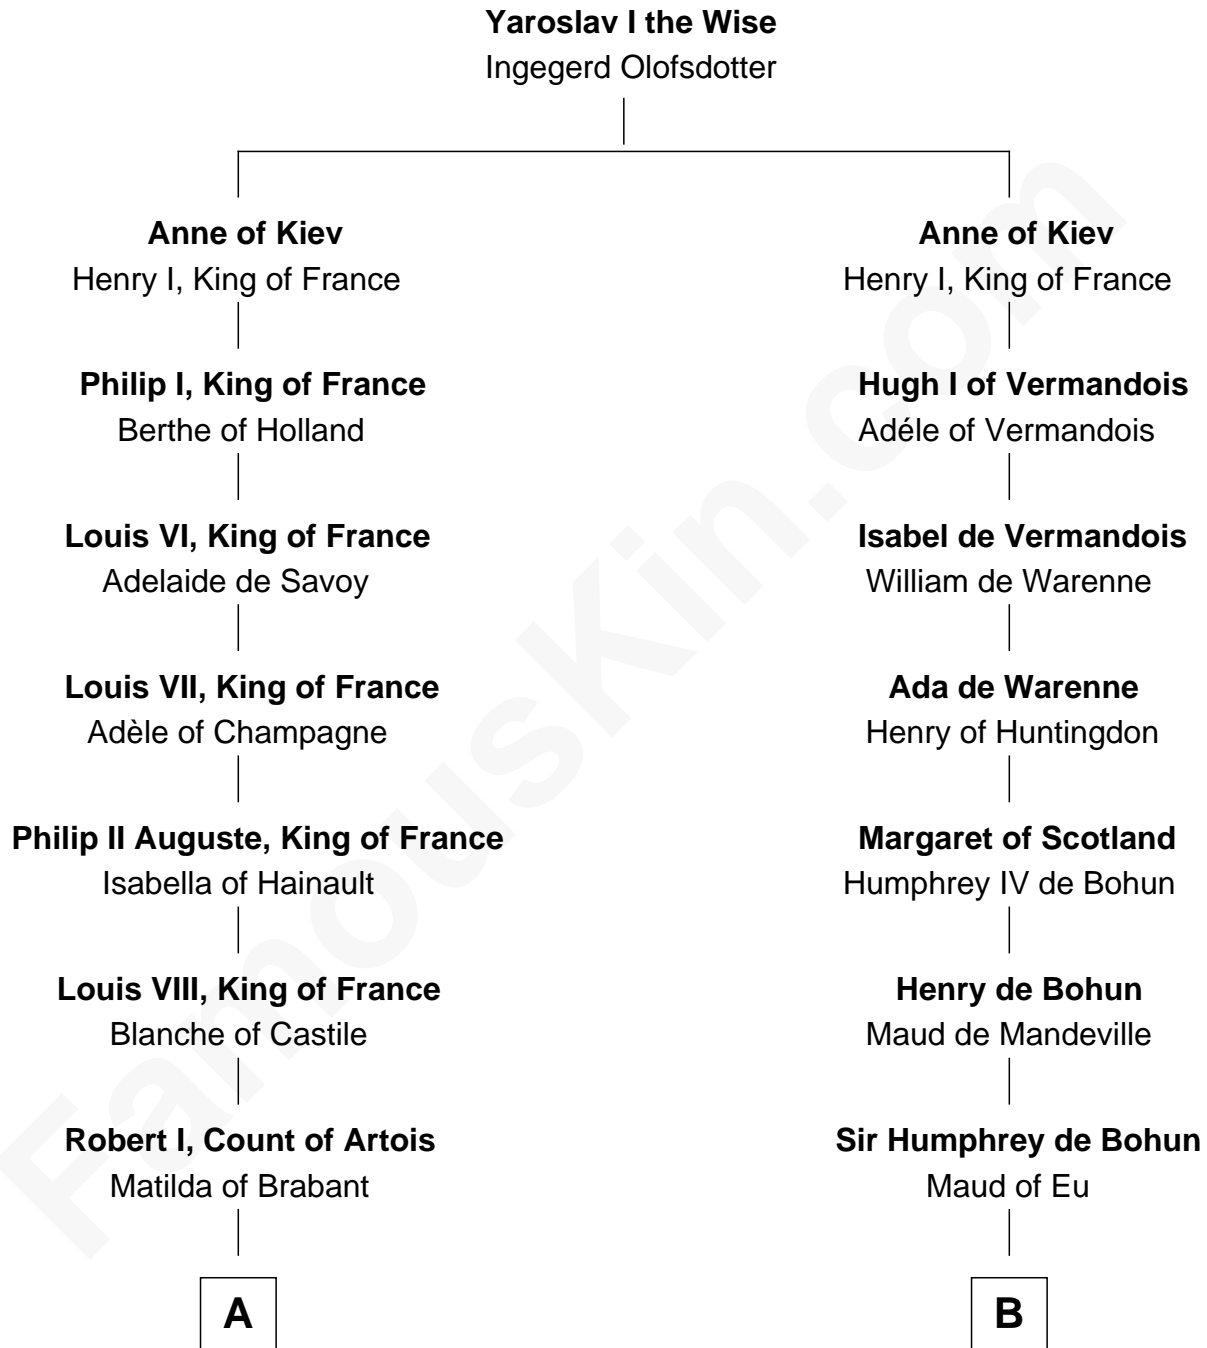 Yaroslav I the Wise
Ingegerd Olofsdotter
Anne of Kiev
Henry I, King of France
Philip I, King of France
Berthe of Holland
Louis VI, King of France
Adelaide de Savoy
Louis VII, King of France
Adèle of Champagne
Philip II Auguste, King of France
Isabella of Hainault
Louis VIII, King of France
Blanche of Castile
Robert I, Count of Artois
Matilda of Brabant
A
Anne of Kiev
Henry I, King of France
Hugh I of Vermandois
Adéle of Vermandois
Isabel de Vermandois
William de Warenne
Ada de Warenne
Henry of Huntingdon
Margaret of Scotland
Humphrey IV de Bohun
Henry de Bohun
Maud de Mandeville
Sir Humphrey de Bohun
Maud of Eu
B
FamousKin.com